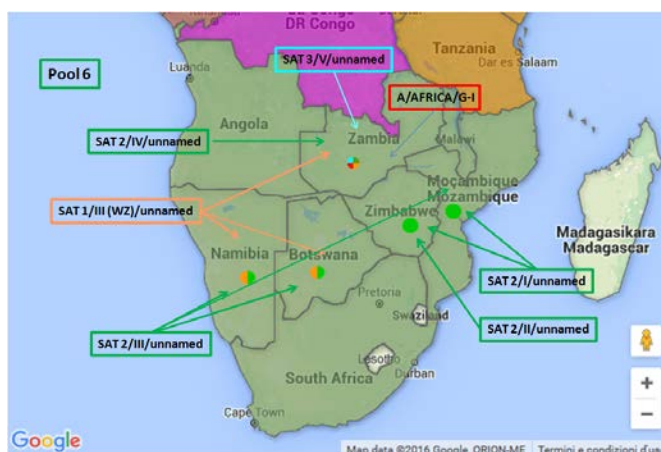 DR Congo
DR Congo
SAT 3/V/unnamed
Tanzania
Dar es Salaam
Pool 6
Luanda
A/AFRICA/G-I
Angola
SAT 2/IV/unnamed
Zambia
Malawi
Moçambique
Mozambique
SAT 1/III (WZ)/unnamed
Zimbabwe
Madagasikara
Madagascar
Namibia
Botswana
SAT 2/I/unnamed
Pretoria
Swaziland
SAT 2/II/unnamed
SAT 2/III/unnamed
Lesotho
Durban
South Africa
Cape Town
Google
Map data ©2016 Google, ORION-ME
Termini e condizioni d'uso